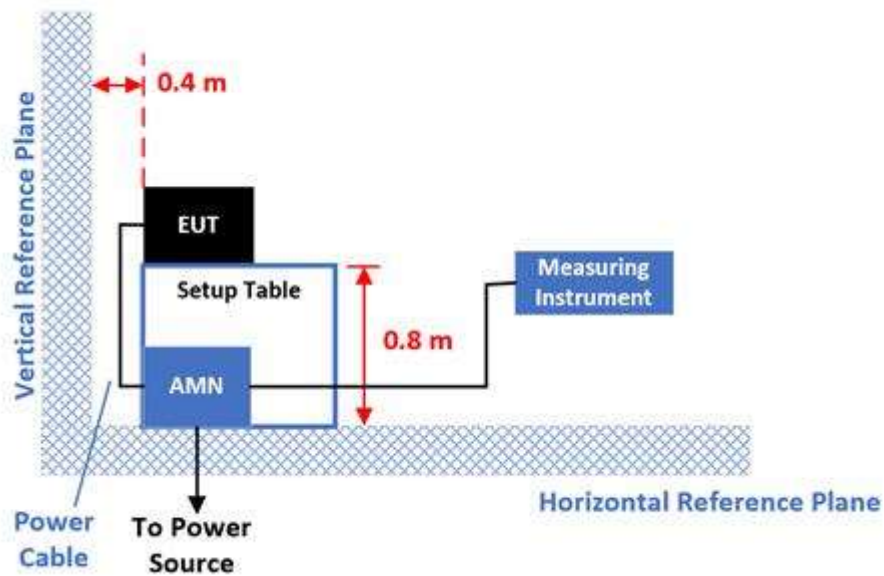 Vertical Reference Plane
0.4 m
EUT
Setup Table
Measuring
Instrument
0.8 m
AMN
Horizontal Reference Plane
Power
Cable
To Power
Source